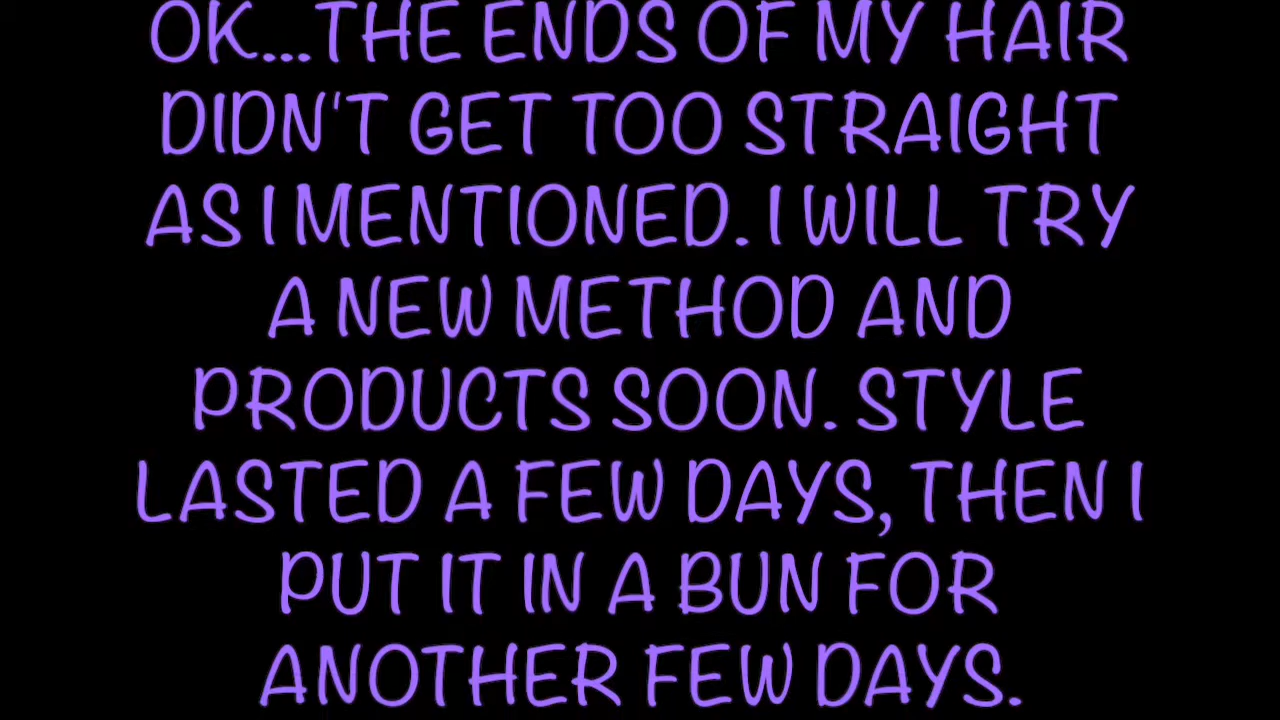 OK...THE ENDS OF MY HAIR
DIDN'T GET TOO STRAIGHT
AS I MENTIONED. I WILL TRY
A NEW METHOD AND
PRODUCTS SOON. STYLE
LASTED A FEW DAYS, THEN I
PUT IT IN A BUN FOR
ANOTHER FEW DAYS.